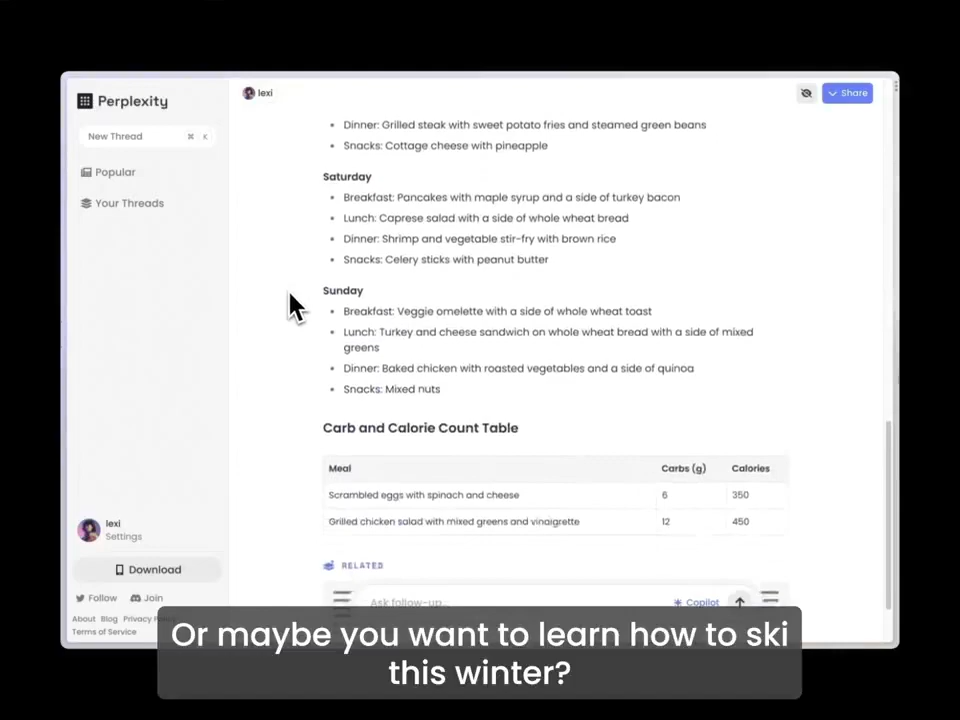 Perplexity
New Thread
⌘ K
Popular
Your Threads
lexi
Settings
Download
Follow
Join
About Blog Privacy
Terms of Service
lexi
Share
• Dinner: Grilled steak with sweet potato fries and steamed green beans
• Snacks: Cottage cheese with pineapple
Saturday
• Breakfast: Pancakes with maple syrup and a side of turkey bacon
• Lunch: Caprese salad with a side of whole wheat bread
• Dinner: Shrimp and vegetable stir-fry with brown rice
• Snacks: Celery sticks with peanut butter
Sunday
• Breakfast: Veggie omelette with a side of whole wheat toast
• Lunch: Turkey and cheese sandwich on whole wheat bread with a side of mixed
greens
• Dinner: Baked chicken with roasted vegetables and a side of quinoa
• Snacks: Mixed nuts
Carb and Calorie Count Table
Meal Carbs (g) Calories
Scrambled eggs with spinach and cheese 6 350
Grilled chicken salad with mixed greens and vinaigrette 12 450
RELATED
Ask follow-up...
Copilot
Or maybe you want to learn how to ski
this winter?